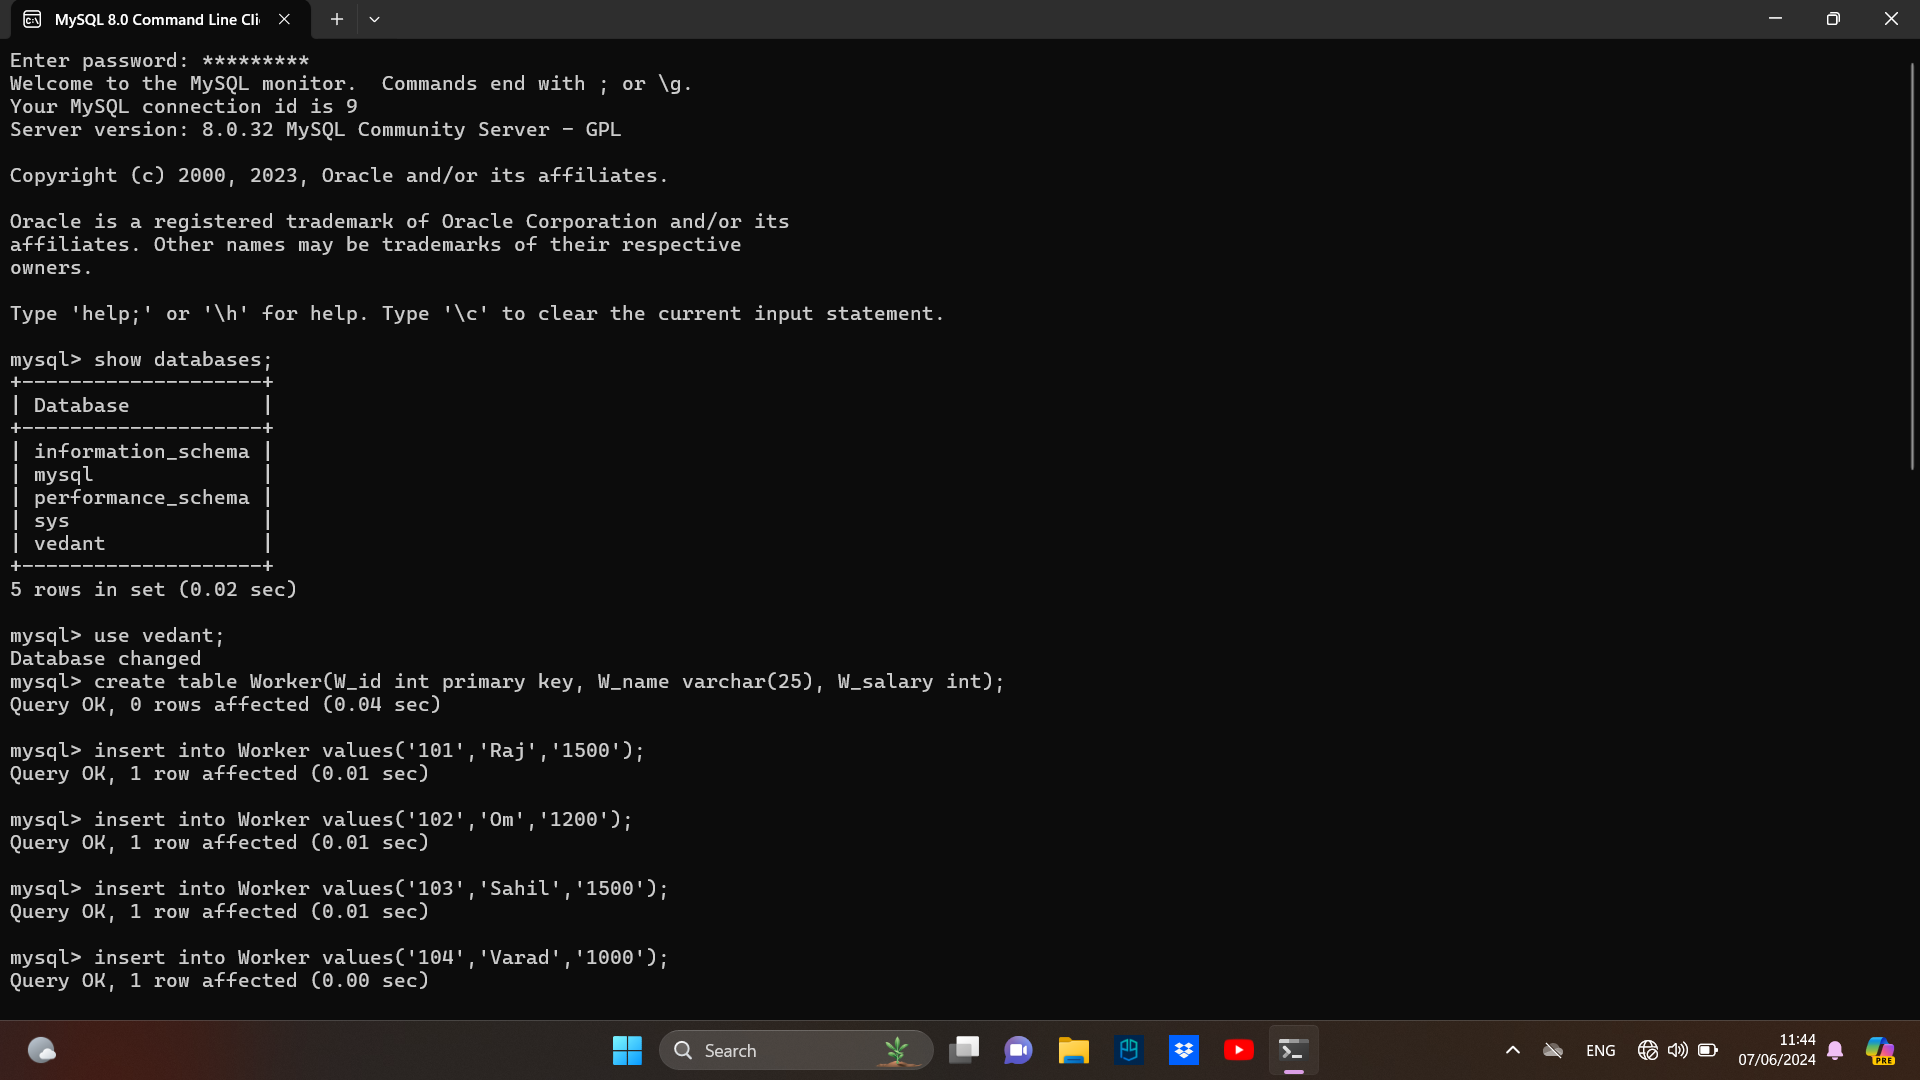 MySQL 8.0 Command Line Cli
Enter password: *********
Welcome to the MySQL monitor.  Commands end with ; or \g.
Your MySQL connection id is 9
Server version: 8.0.32 MySQL Community Server - GPL
Copyright (c) 2000, 2023, Oracle and/or its affiliates.
Oracle is a registered trademark of Oracle Corporation and/or its
affiliates. Other names may be trademarks of their respective
owners.
Type 'help;' or '\h' for help. Type '\c' to clear the current input statement.
mysql> show databases;
+--------------------+
| Database           |
+--------------------+
| information_schema |
| mysql              |
| performance_schema |
| sys                |
| vedant             |
+--------------------+
5 rows in set (0.02 sec)
mysql> use vedant;
Database changed
mysql> create table Worker(W_id int primary key, W_name varchar(25), W_salary int);
Query OK, 0 rows affected (0.04 sec)
mysql> insert into Worker values('101','Raj','1500');
Query OK, 1 row affected (0.01 sec)
mysql> insert into Worker values('102','Om','1200');
Query OK, 1 row affected (0.01 sec)
mysql> insert into Worker values('103','Sahil','1500');
Query OK, 1 row affected (0.01 sec)
mysql> insert into Worker values('104','Varad','1000');
Query OK, 1 row affected (0.00 sec)
Search
ENG
11:44
07/06/2024
PRE